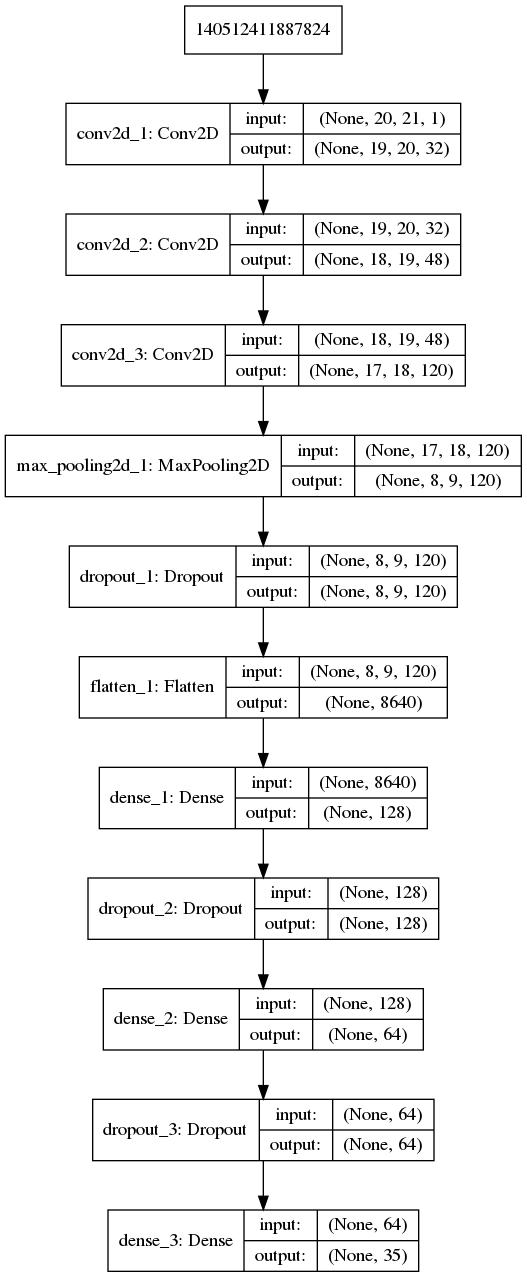 140512411887824
conv2d_1: Conv2D
input: (None, 20, 21, 1)
output: (None, 19, 20, 32)
conv2d_2: Conv2D
input: (None, 19, 20, 32)
output: (None, 18, 19, 48)
conv2d_3: Conv2D
input: (None, 18, 19, 48)
output: (None, 17, 18, 120)
max_pooling2d_1: MaxPooling2D
input: (None, 17, 18, 120)
output: (None, 8, 9, 120)
dropout_1: Dropout
input: (None, 8, 9, 120)
output: (None, 8, 9, 120)
flatten_1: Flatten
input: (None, 8, 9, 120)
output: (None, 8640)
dense_1: Dense
input: (None, 8640)
output: (None, 128)
dropout_2: Dropout
input: (None, 128)
output: (None, 128)
dense_2: Dense
input: (None, 128)
output: (None, 64)
dropout_3: Dropout
input: (None, 64)
output: (None, 64)
dense_3: Dense
input: (None, 64)
output: (None, 35)